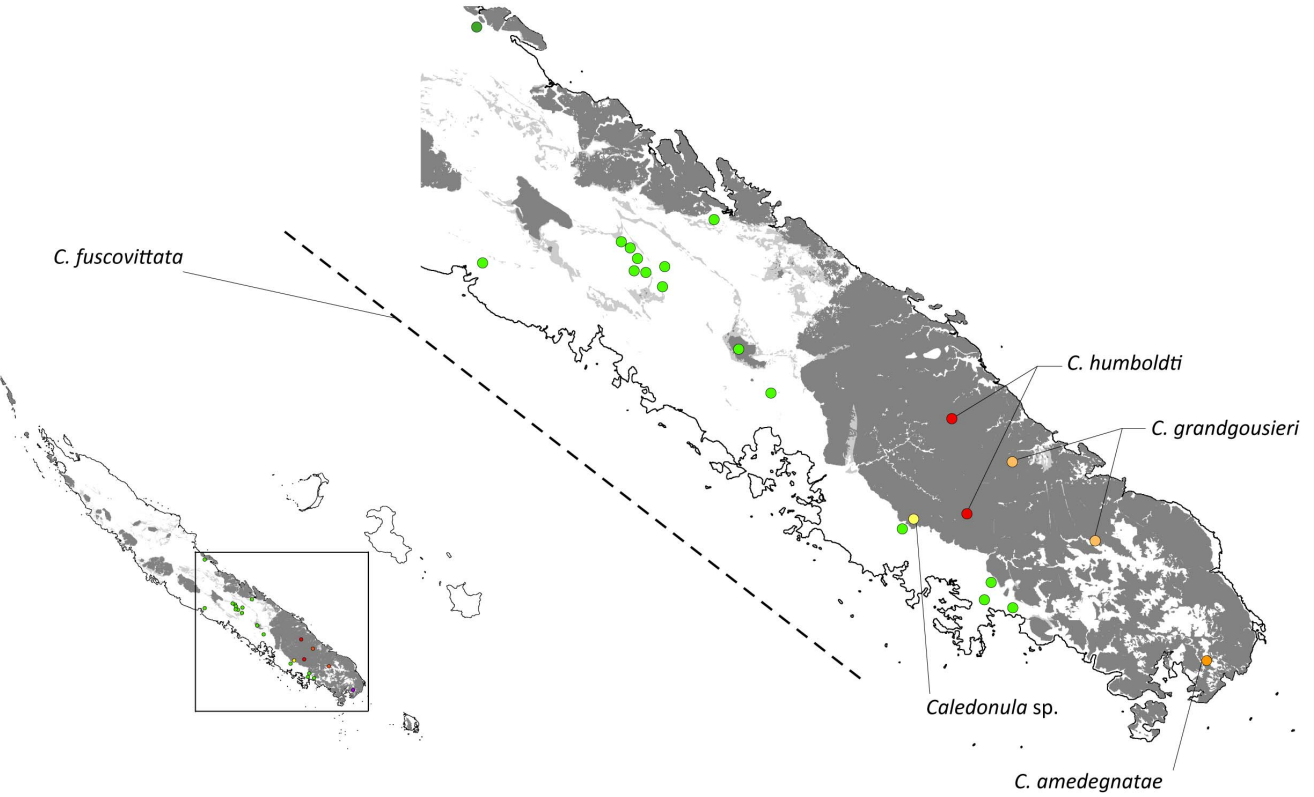 C. fuscovittata
C. humboldti
C. grandgousieri
Caledonula sp.
C. amedegnatae